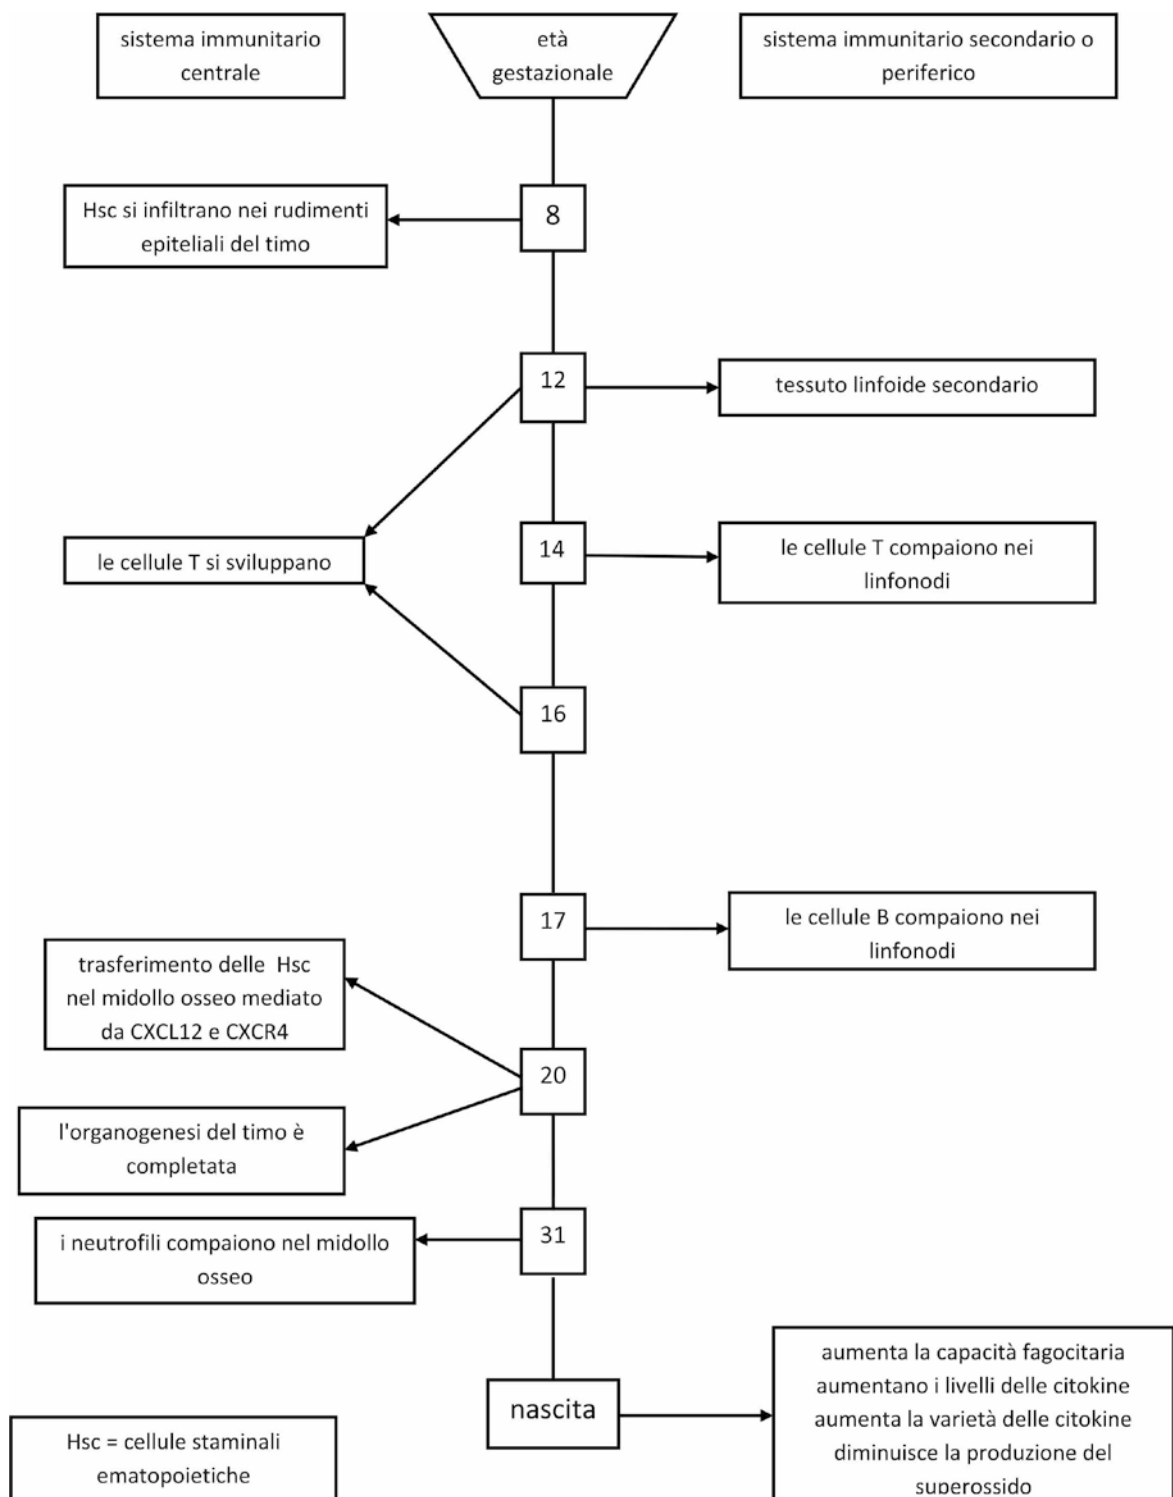 sistema immunitario
centrale
età
gestazionale
sistema immunitario secondario o
periferico
Hsc si infiltrano nei rudimenti
epiteliali del timo
8
12
tessuto linfoide secondario
le cellule T si sviluppano
14
le cellule T compaiono nei
linfonodi
16
17
le cellule B compaiono nei
linfonodi
trasferimento delle Hsc
nel midollo osseo mediato
da CXCL12 e CXCR4
20
l'organogenesi del timo è
completata
i neutrofili compaiono nel midollo
osseo
31
nascita
aumenta la capacità fagocitaria
aumentano i livelli delle citokine
aumenta la varietà delle citokine
diminuisce la produzione del
superossido
Hsc = cellule staminali
ematopoietiche